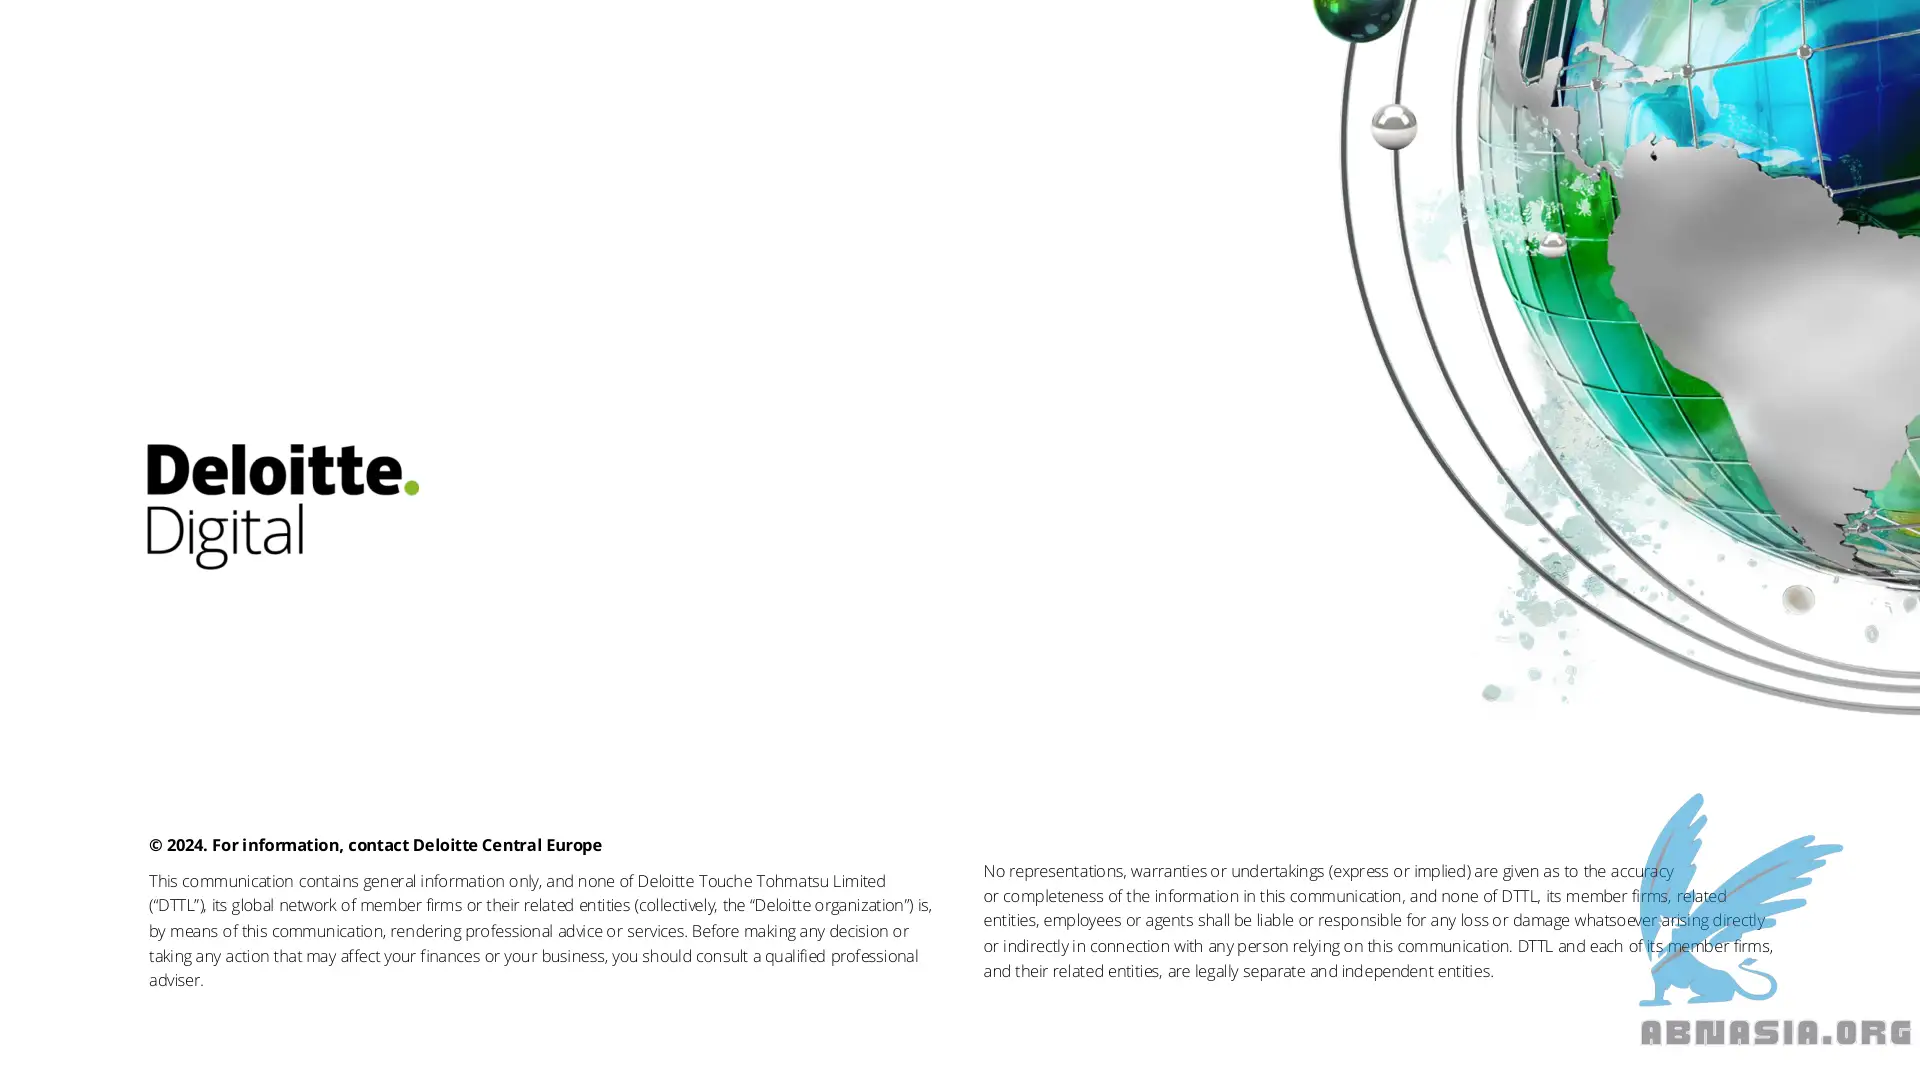 Deloitte.
Digital
© 2024. For information, contact Deloitte Central Europe
This communication contains general information only, and none of Deloitte Touche Tohmatsu Limited
(“DTTL”), its global network of member firms or their related entities (collectively, the “Deloitte organization”) is,
by means of this communication, rendering professional advice or services. Before making any decision or
taking any action that may affect your finances or your business, you should consult a qualified professional
adviser.
No representations, warranties or undertakings (express or implied) are given as to the accuracy
or completeness of the information in this communication, and none of DTTL, its member firms, related
entities, employees or agents shall be liable or responsible for any loss or damage whatsoever arising directly
or indirectly in connection with any person relying on this communication. DTTL and each of its member firms,
and their related entities, are legally separate and independent entities.
ABNASIA.ORG